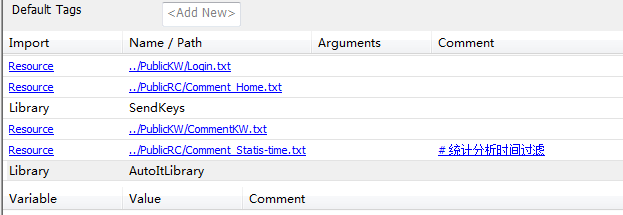 Default Tags <Add New>
Import Name / Path Arguments Comment
Resource ../PublicKW/Login.txt
Resource ../PublicRC/Comment_Home.txt
Library SendKeys
Resource ../PublicKW/CommentKW.txt
Resource ../PublicRC/Comment_Statis-time.txt # 统计分析时间过滤
Library AutoItLibrary
Variable Value Comment